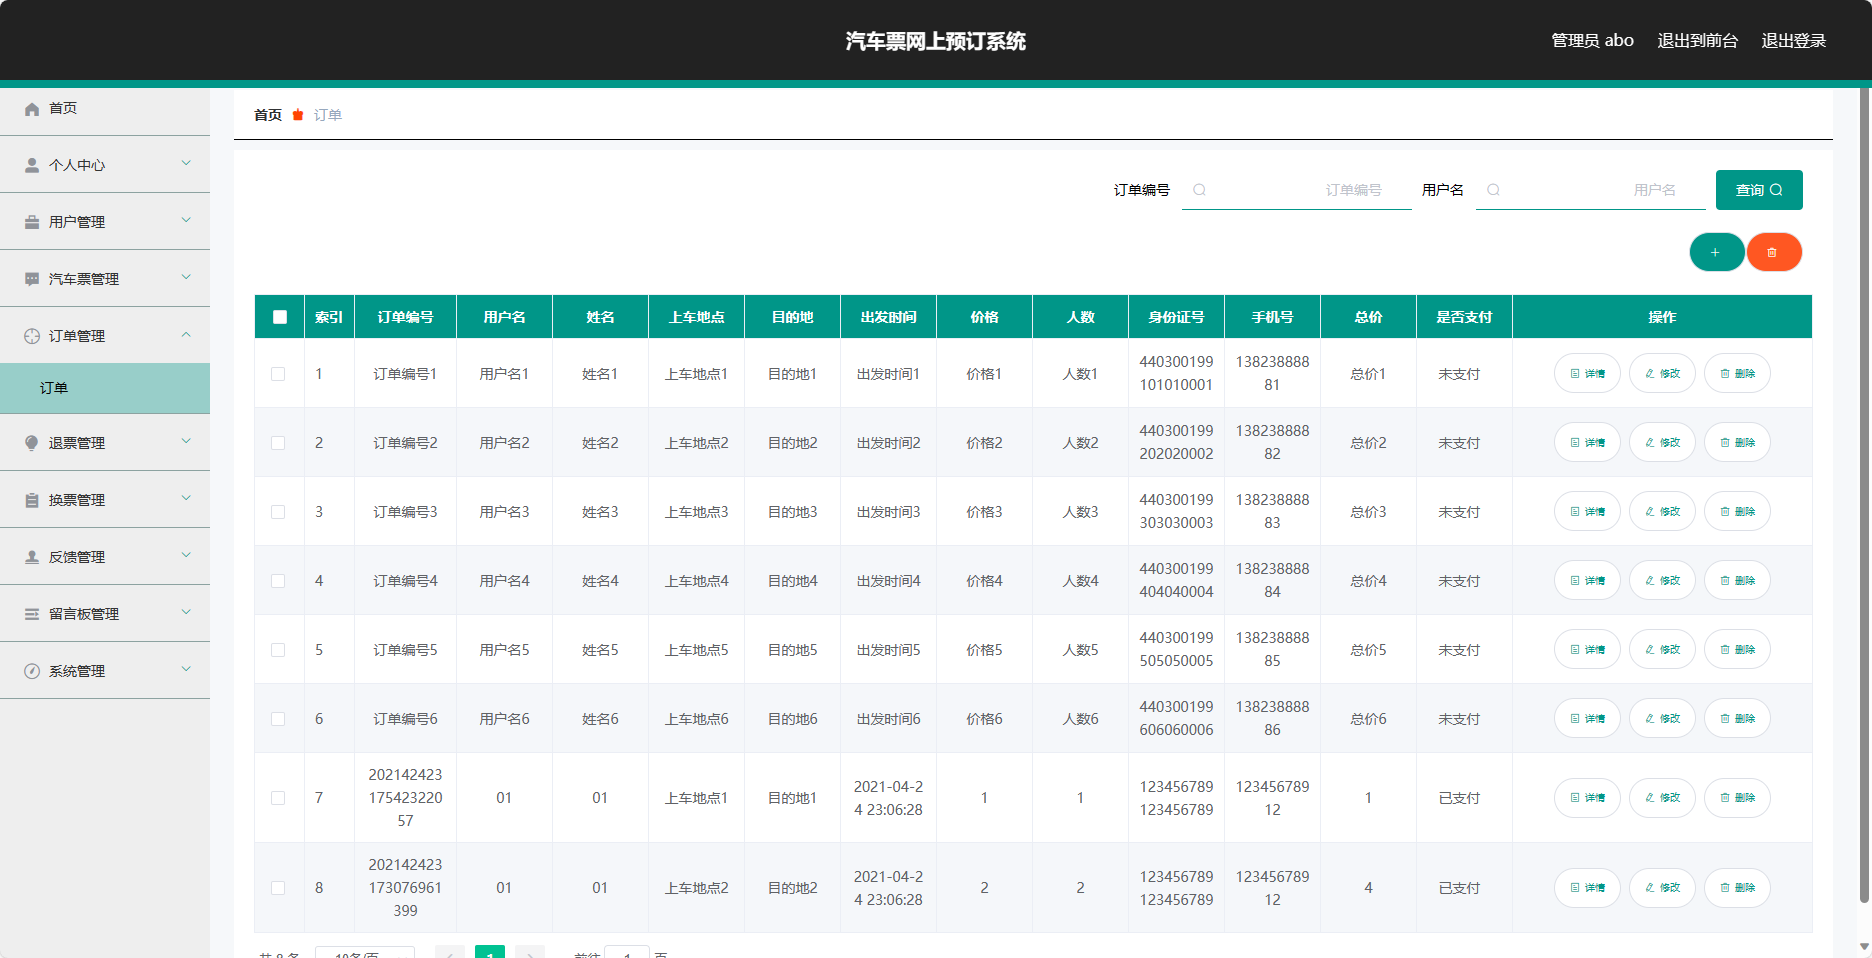 汽车票网上预订系统
管理员 abo 退出到前台 退出登录
首页
个人中心
用户管理
汽车票管理
订单管理
订单
退票管理
换票管理
反馈管理
留言板管理
系统管理
首页 订单
订单编号 订单编号 用户名 用户名 查询
索引 订单编号 用户名 姓名 上车地点 目的地 出发时间 价格 人数 身份证号 手机号 总价 是否支付 操作
1 订单编号1 用户名1 姓名1 上车地点1 目的地1 出发时间1 价格1 人数1 440300199101010001 13823888881 总价1 未支付 详情 修改 删除
2 订单编号2 用户名2 姓名2 上车地点2 目的地2 出发时间2 价格2 人数2 440300199202020002 13823888882 总价2 未支付 详情 修改 删除
3 订单编号3 用户名3 姓名3 上车地点3 目的地3 出发时间3 价格3 人数3 440300199303030003 13823888883 总价3 未支付 详情 修改 删除
4 订单编号4 用户名4 姓名4 上车地点4 目的地4 出发时间4 价格4 人数4 440300199404040004 13823888884 总价4 未支付 详情 修改 删除
5 订单编号5 用户名5 姓名5 上车地点5 目的地5 出发时间5 价格5 人数5 440300199505050005 13823888885 总价5 未支付 详情 修改 删除
6 订单编号6 用户名6 姓名6 上车地点6 目的地6 出发时间6 价格6 人数6 440300199606060006 13823888886 总价6 未支付 详情 修改 删除
7 20214242317542322057 01 01 上车地点1 目的地1 2021-04-24 23:06:28 1 1 123456789123456789 12345678912 1 已支付 详情 修改 删除
8 202142423173076961399 01 01 上车地点2 目的地2 2021-04-24 23:06:28 2 2 123456789123456789 12345678912 4 已支付 详情 修改 删除
共 8 条 10条/页 1 前往 1 页